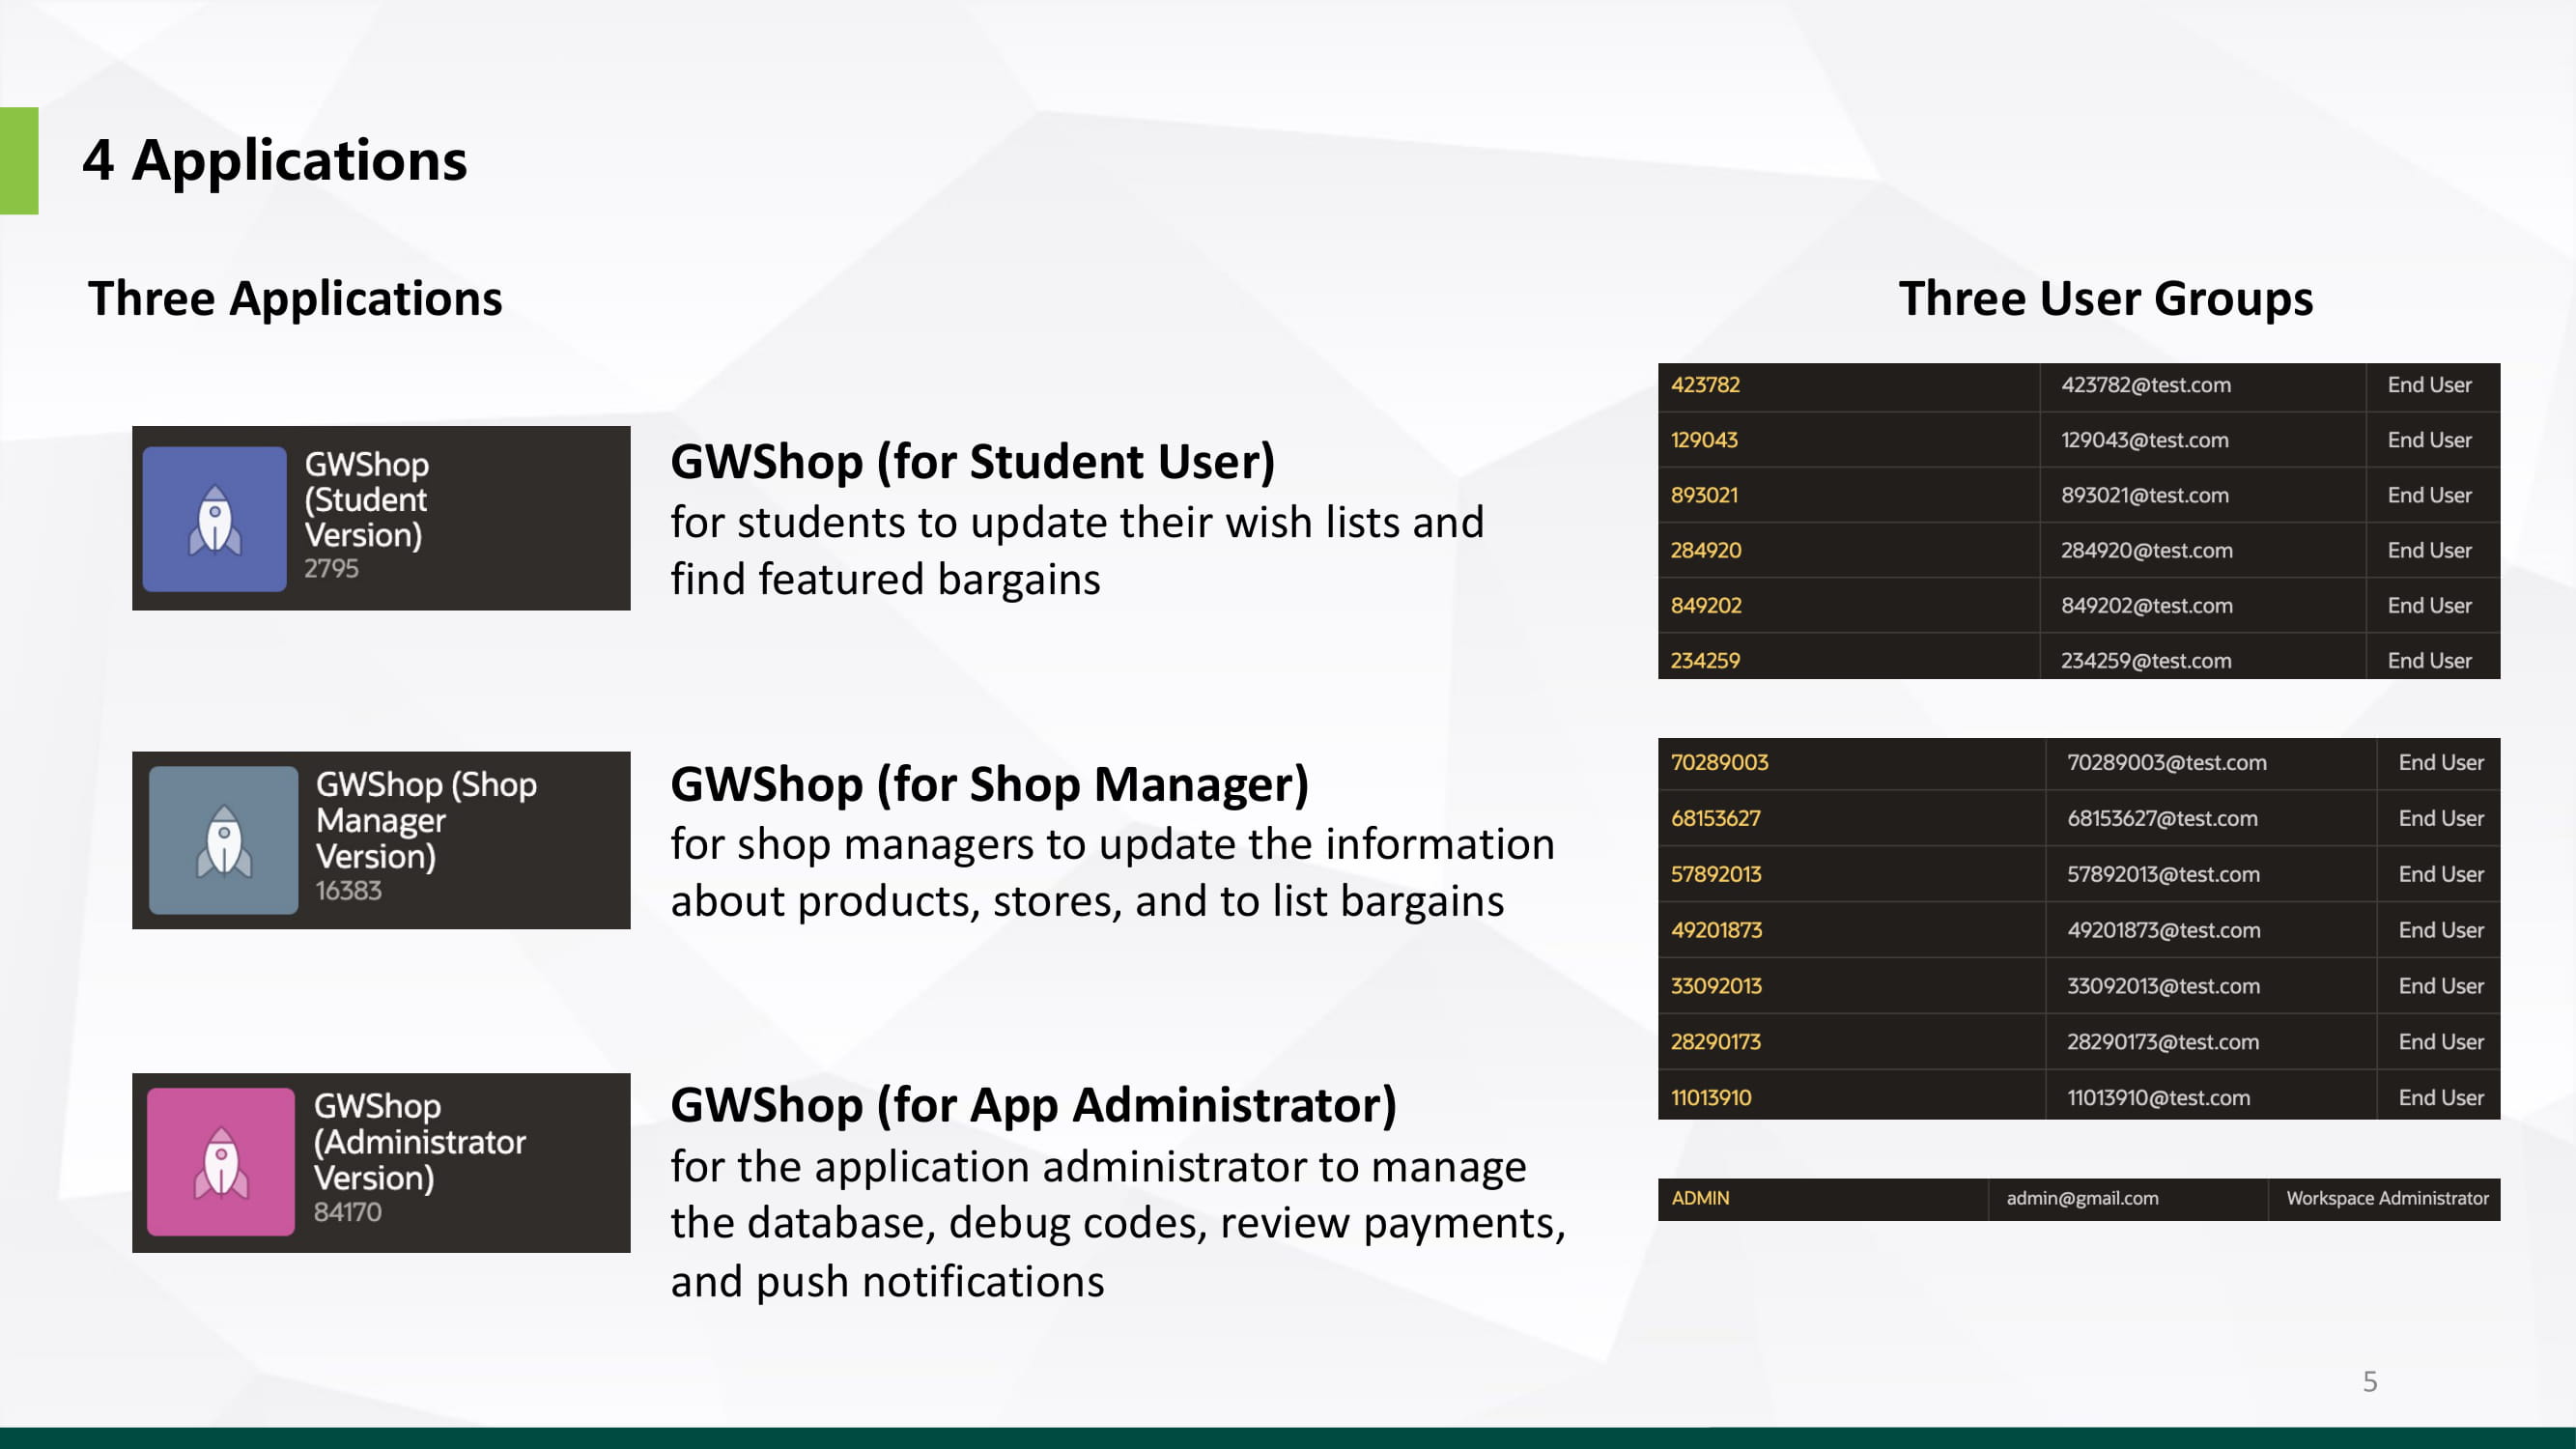 4 Applications
Three Applications
GWShop
(Student
Version)
2795
GWShop (for Student User)
for students to update their wish lists and
find featured bargains
GWShop (Shop
Manager
Version)
16383
GWShop (for Shop Manager)
for shop managers to update the information
about products, stores, and to list bargains
GWShop
(Administrator
Version)
84170
GWShop (for App Administrator)
for the application administrator to manage
the database, debug codes, review payments,
and push notifications
Three User Groups
423782 423782@test.com End User
129043 129043@test.com End User
893021 893021@test.com End User
284920 284920@test.com End User
849202 849202@test.com End User
234259 234259@test.com End User
70289003 70289003@test.com End User
68153627 68153627@test.com End User
57892013 57892013@test.com End User
49201873 49201873@test.com End User
33092013 33092013@test.com End User
28290173 28290173@test.com End User
11013910 11013910@test.com End User
ADMIN admin@gmail.com Workspace Administrator
5